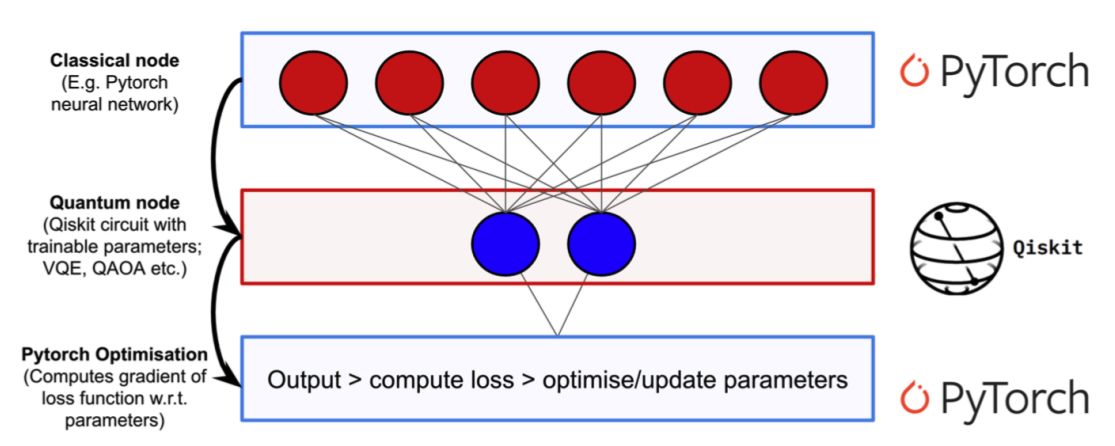 Classical node
(E.g. Pytorch
neural network)
PyTorch
Quantum node
(Qiskit circuit with
trainable parameters;
VQE, QAOA etc.)
Qiskit
Pytorch Optimisation
(Computes gradient of
loss function w.r.t.
parameters)
Output > compute loss > optimise/update parameters
PyTorch